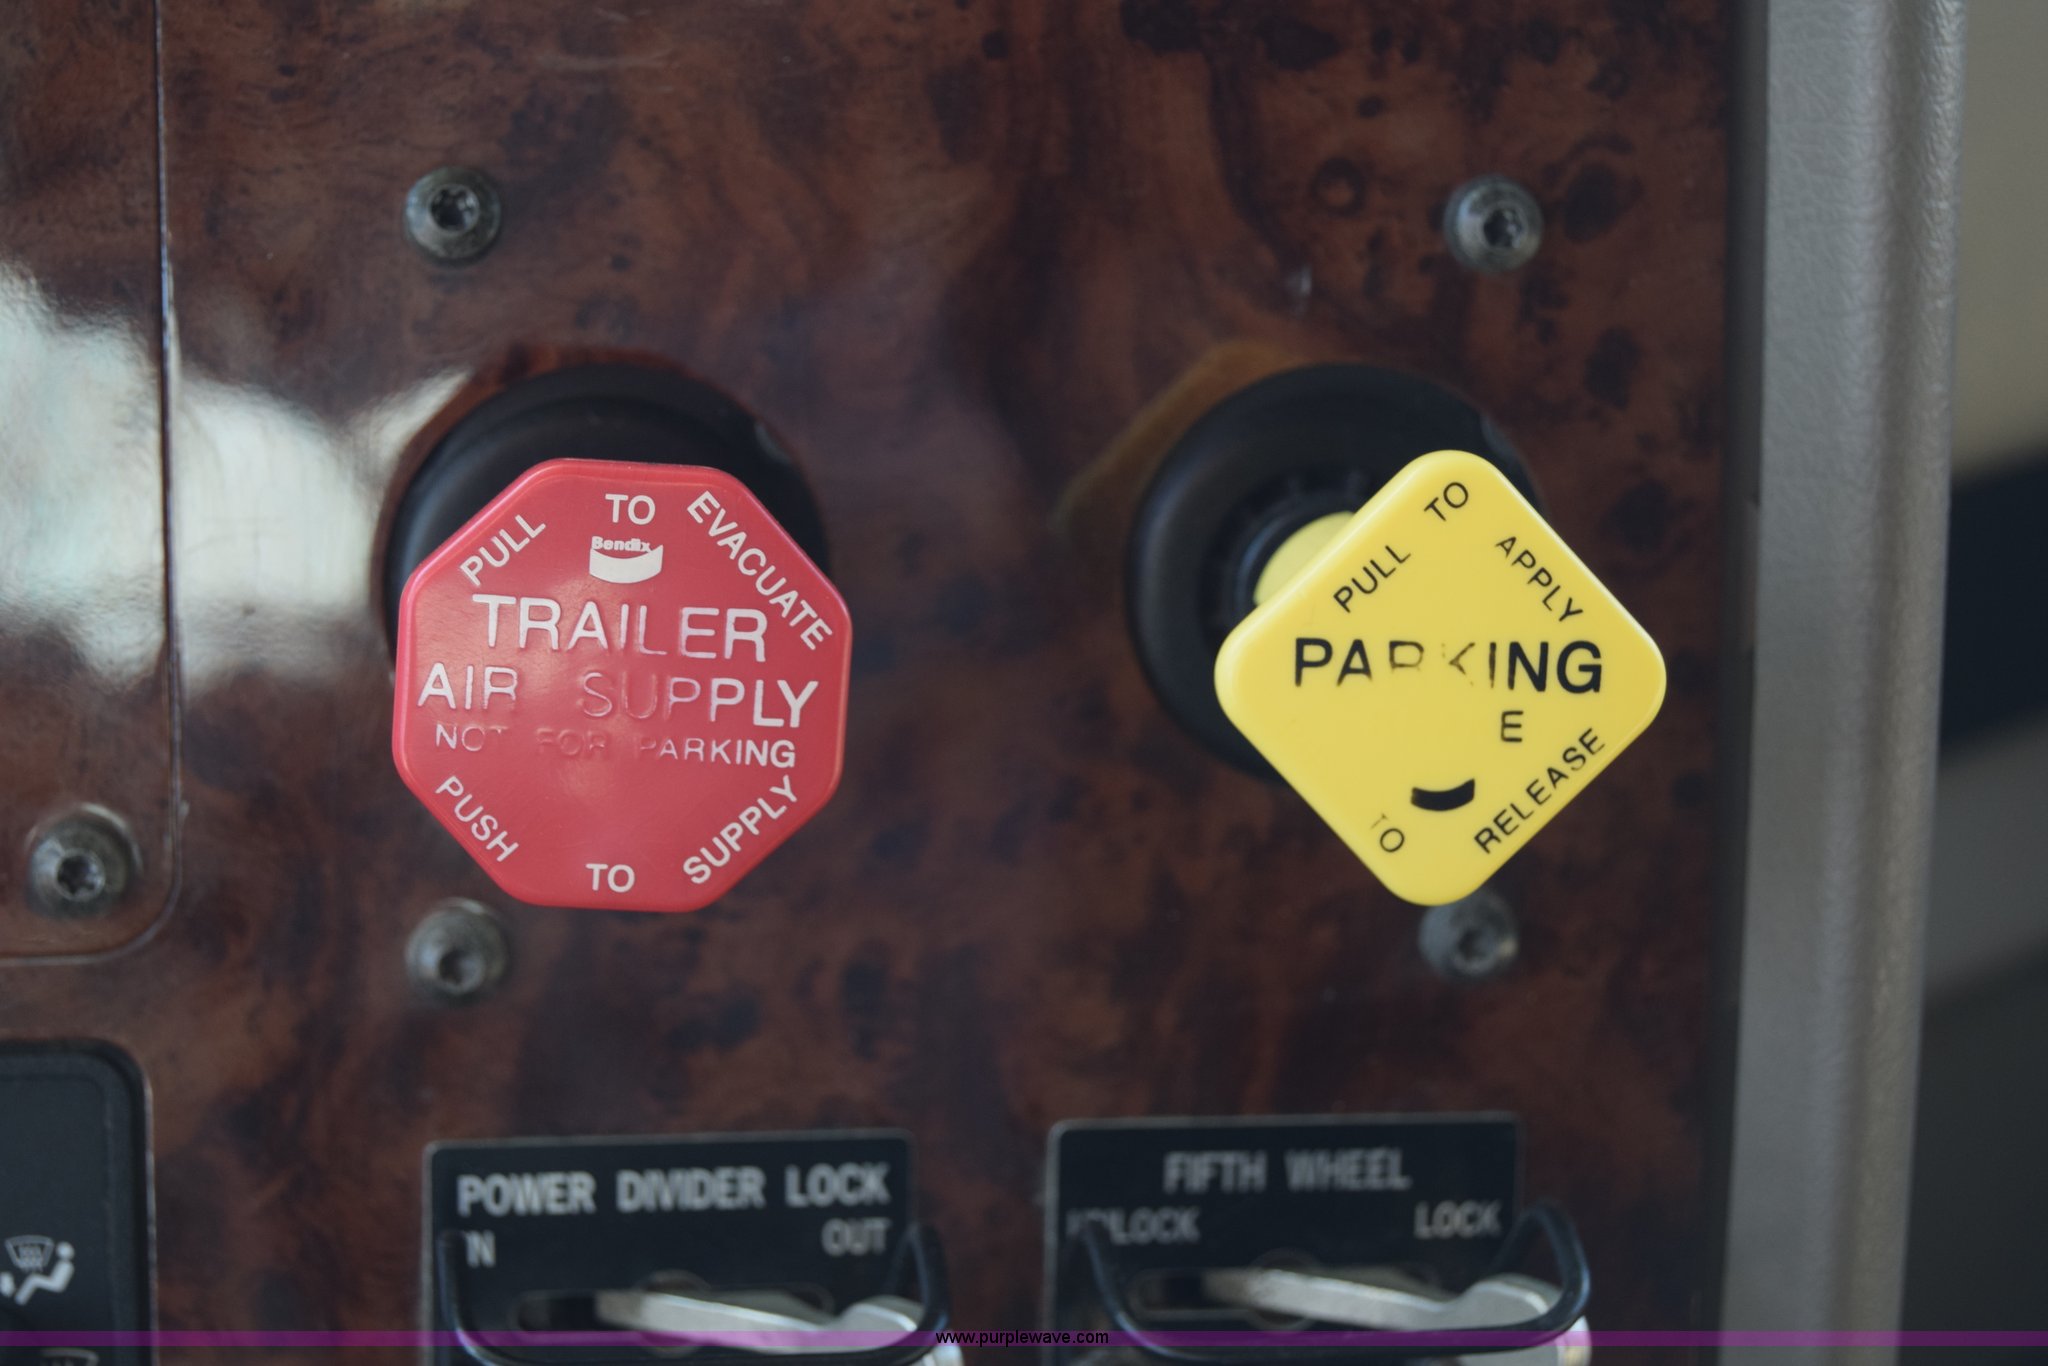 PULL TO EVACUATE
Bendix
TRAILER
AIR SUPPLY
NOT FOR PARKING
PUSH TO SUPPLY
PULL TO APPLY
PARKING
E
TO RELEASE
POWER DIVIDER LOCK
IN OUT
FIFTH WHEEL
UNLOCK LOCK
www.purplewave.com